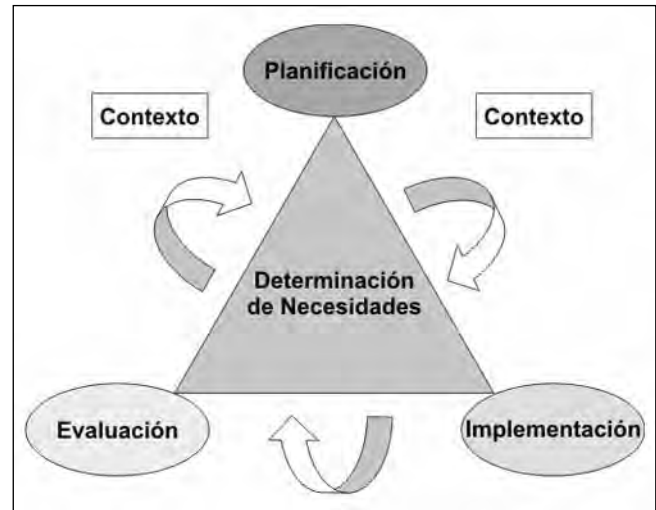 Planificación
Contexto
Contexto
Determinación
de Necesidades
Evaluación
Implementación